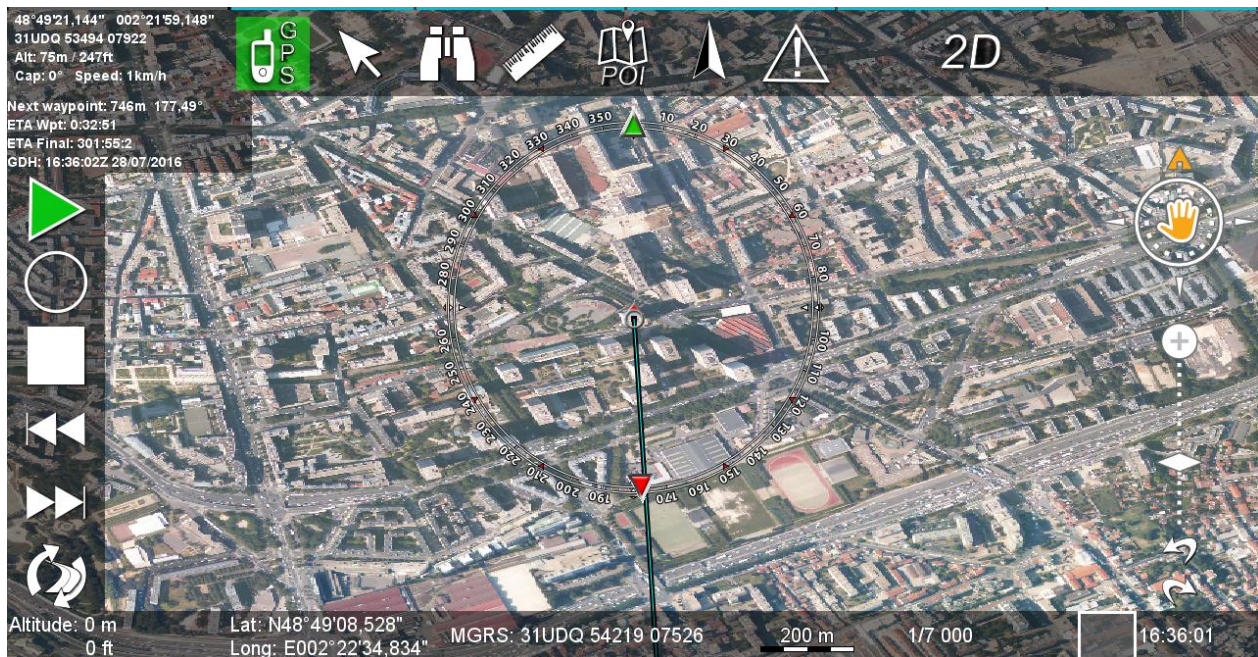 48°49'21,144" 002°21'59,148"
31UDQ 53494 07922
Alt: 75m / 247ft
Cap: 0° Speed: 1km/h
Next waypoint: 746m 177,49°
ETA Wpt: 0:32:51
ETA Final: 301:55:2
GDH: 16:36:02Z 28/07/2016
G
P
S
POI
2D
350 10
340 20
330 30
320 40
310 50
300 60
290 70
280 80
260 100
250 110
240 120
230 130
220 140
210 150
200 160
190 170
Altitude: 0 m
0 ft
Lat: N48°49'08,528"
Long: E002°22'34,834"
MGRS: 31UDQ 54219 07526
200 m
1/7 000
16:36:01